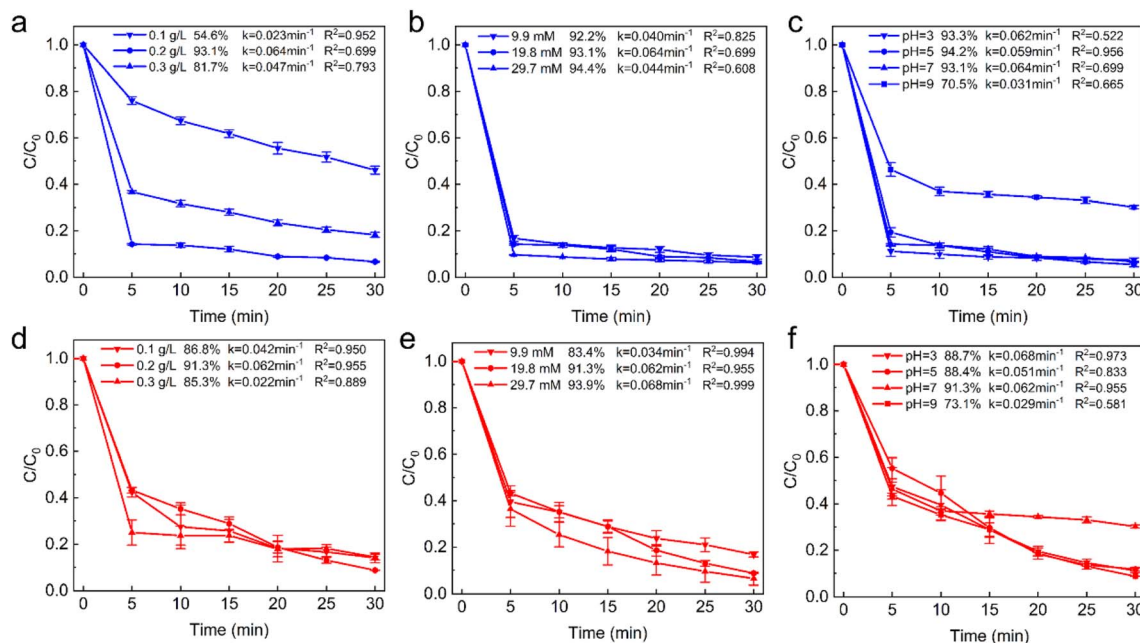 a
0.1 g/L 54.6% k=0.023min⁻¹ R²=0.952
0.2 g/L 93.1% k=0.064min⁻¹ R²=0.699
0.3 g/L 81.7% k=0.047min⁻¹ R²=0.793
C/C₀
1.0
0.8
0.6
0.4
0.2
0.0
0 5 10 15 20 25 30
Time (min)
b
9.9 mM 92.2% k=0.040min⁻¹ R²=0.825
19.8 mM 93.1% k=0.064min⁻¹ R²=0.699
29.7 mM 94.4% k=0.044min⁻¹ R²=0.608
C/C₀
1.0
0.8
0.6
0.4
0.2
0.0
0 5 10 15 20 25 30
Time (min)
c
pH=3 93.3% k=0.062min⁻¹ R²=0.522
pH=5 94.2% k=0.059min⁻¹ R²=0.956
pH=7 93.1% k=0.064min⁻¹ R²=0.699
pH=9 70.5% k=0.031min⁻¹ R²=0.665
C/C₀
1.0
0.8
0.6
0.4
0.2
0.0
0 5 10 15 20 25 30
Time (min)
d
0.1 g/L 86.8% k=0.042min⁻¹ R²=0.950
0.2 g/L 91.3% k=0.062min⁻¹ R²=0.955
0.3 g/L 85.3% k=0.022min⁻¹ R²=0.889
C/C₀
1.0
0.8
0.6
0.4
0.2
0.0
0 5 10 15 20 25 30
Time (min)
e
9.9 mM 83.4% k=0.034min⁻¹ R²=0.994
19.8 mM 91.3% k=0.062min⁻¹ R²=0.955
29.7 mM 93.9% k=0.068min⁻¹ R²=0.999
C/C₀
1.0
0.8
0.6
0.4
0.2
0.0
0 5 10 15 20 25 30
Time (min)
f
pH=3 88.7% k=0.068min⁻¹ R²=0.973
pH=5 88.4% k=0.051min⁻¹ R²=0.833
pH=7 91.3% k=0.062min⁻¹ R²=0.955
pH=9 73.1% k=0.029min⁻¹ R²=0.581
C/C₀
1.0
0.8
0.6
0.4
0.2
0.0
0 5 10 15 20 25 30
Time (min)